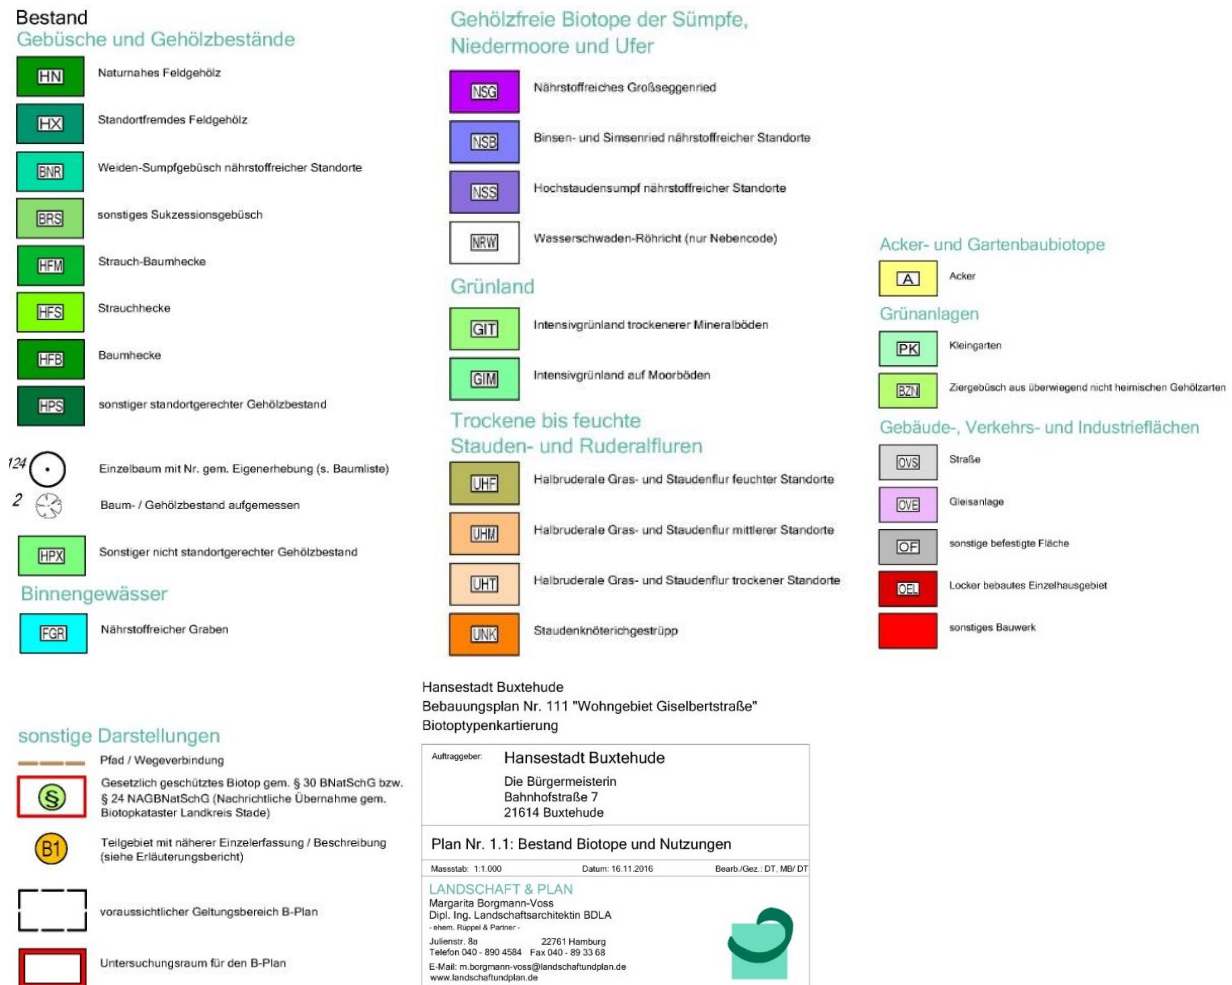 Bestand
Gebüsche und Gehölzbestände
HN Naturnahes Feldgehölz
HX Standortfremdes Feldgehölz
BNR Weiden-Sumpfgebüsch nährstoffreicher Standorte
BRS sonstiges Sukzessionsgebüsch
HFM Strauch-Baumhecke
HFS Strauchhecke
HFB Baumhecke
HPS sonstiger standortgerechter Gehölzbestand
124 Einzelbaum mit Nr. gem. Eigenerhebung (s. Baumliste)
2 Baum- / Gehölzbestand aufgemessen
HPX Sonstiger nicht standortgerechter Gehölzbestand
Binnengewässer
FGR Nährstoffreicher Graben
Gehölzfreie Biotope der Sümpfe,
Niedermoore und Ufer
NSG Nährstoffreiches Großseggenried
NSB Binsen- und Simsenried nährstoffreicher Standorte
NSS Hochstaudensumpf nährstoffreicher Standorte
NRW Wasserschwaden-Röhricht (nur Nebencode)
Grünland
GIT Intensivgrünland trockenerer Mineralböden
GIM Intensivgrünland auf Moorböden
Trockene bis feuchte
Stauden- und Ruderalfluren
UHF Halbruderale Gras- und Staudenflur feuchter Standorte
UHM Halbruderale Gras- und Staudenflur mittlerer Standorte
UHT Halbruderale Gras- und Staudenflur trockener Standorte
UNK Staudenknöterichgestrüpp
Acker- und Gartenbaubiotope
A Acker
Grünanlagen
PK Kleingarten
BZN Ziergebüsch aus überwiegend nicht heimischen Gehölzarten
Gebäude-, Verkehrs- und Industrieflächen
OVS Straße
OVE Gleisanlage
OF sonstige befestigte Fläche
OEL Locker bebautes Einzelhausgebiet
sonstiges Bauwerk
sonstige Darstellungen
Pfad / Wegeverbindung
§ Gesetzlich geschütztes Biotop gem. § 30 BNatSchG bzw.
§ 24 NAGBNatSchG (Nachrichtliche Übernahme gem.
Biotopkataster Landkreis Stade)
B1 Teilgebiet mit näherer Einzelerfassung / Beschreibung
(siehe Erläuterungsbericht)
voraussichtlicher Geltungsbereich B-Plan
Untersuchungsraum für den B-Plan
Hansestadt Buxtehude
Bebauungsplan Nr. 111 "Wohngebiet Giselbertstraße"
Biotoptypenkartierung
Auftraggeber: Hansestadt Buxtehude
Die Bürgermeisterin
Bahnhofstraße 7
21614 Buxtehude
Plan Nr. 1.1: Bestand Biotope und Nutzungen
Massstab: 1:1.000 Datum: 16.11.2016 Bearb./Gez.: DT, MB/ DT
LANDSCHAFT & PLAN
Margarita Borgmann-Voss
Dipl. Ing. Landschaftsarchitektin BDLA
- ehem. Rüppel & Partner -
Julienstr. 8a 22761 Hamburg
Telefon 040 - 890 4584 Fax 040 - 89 33 68
E-Mail: m.borgmann-voss@landschaftundplan.de
www.landschaftundplan.de